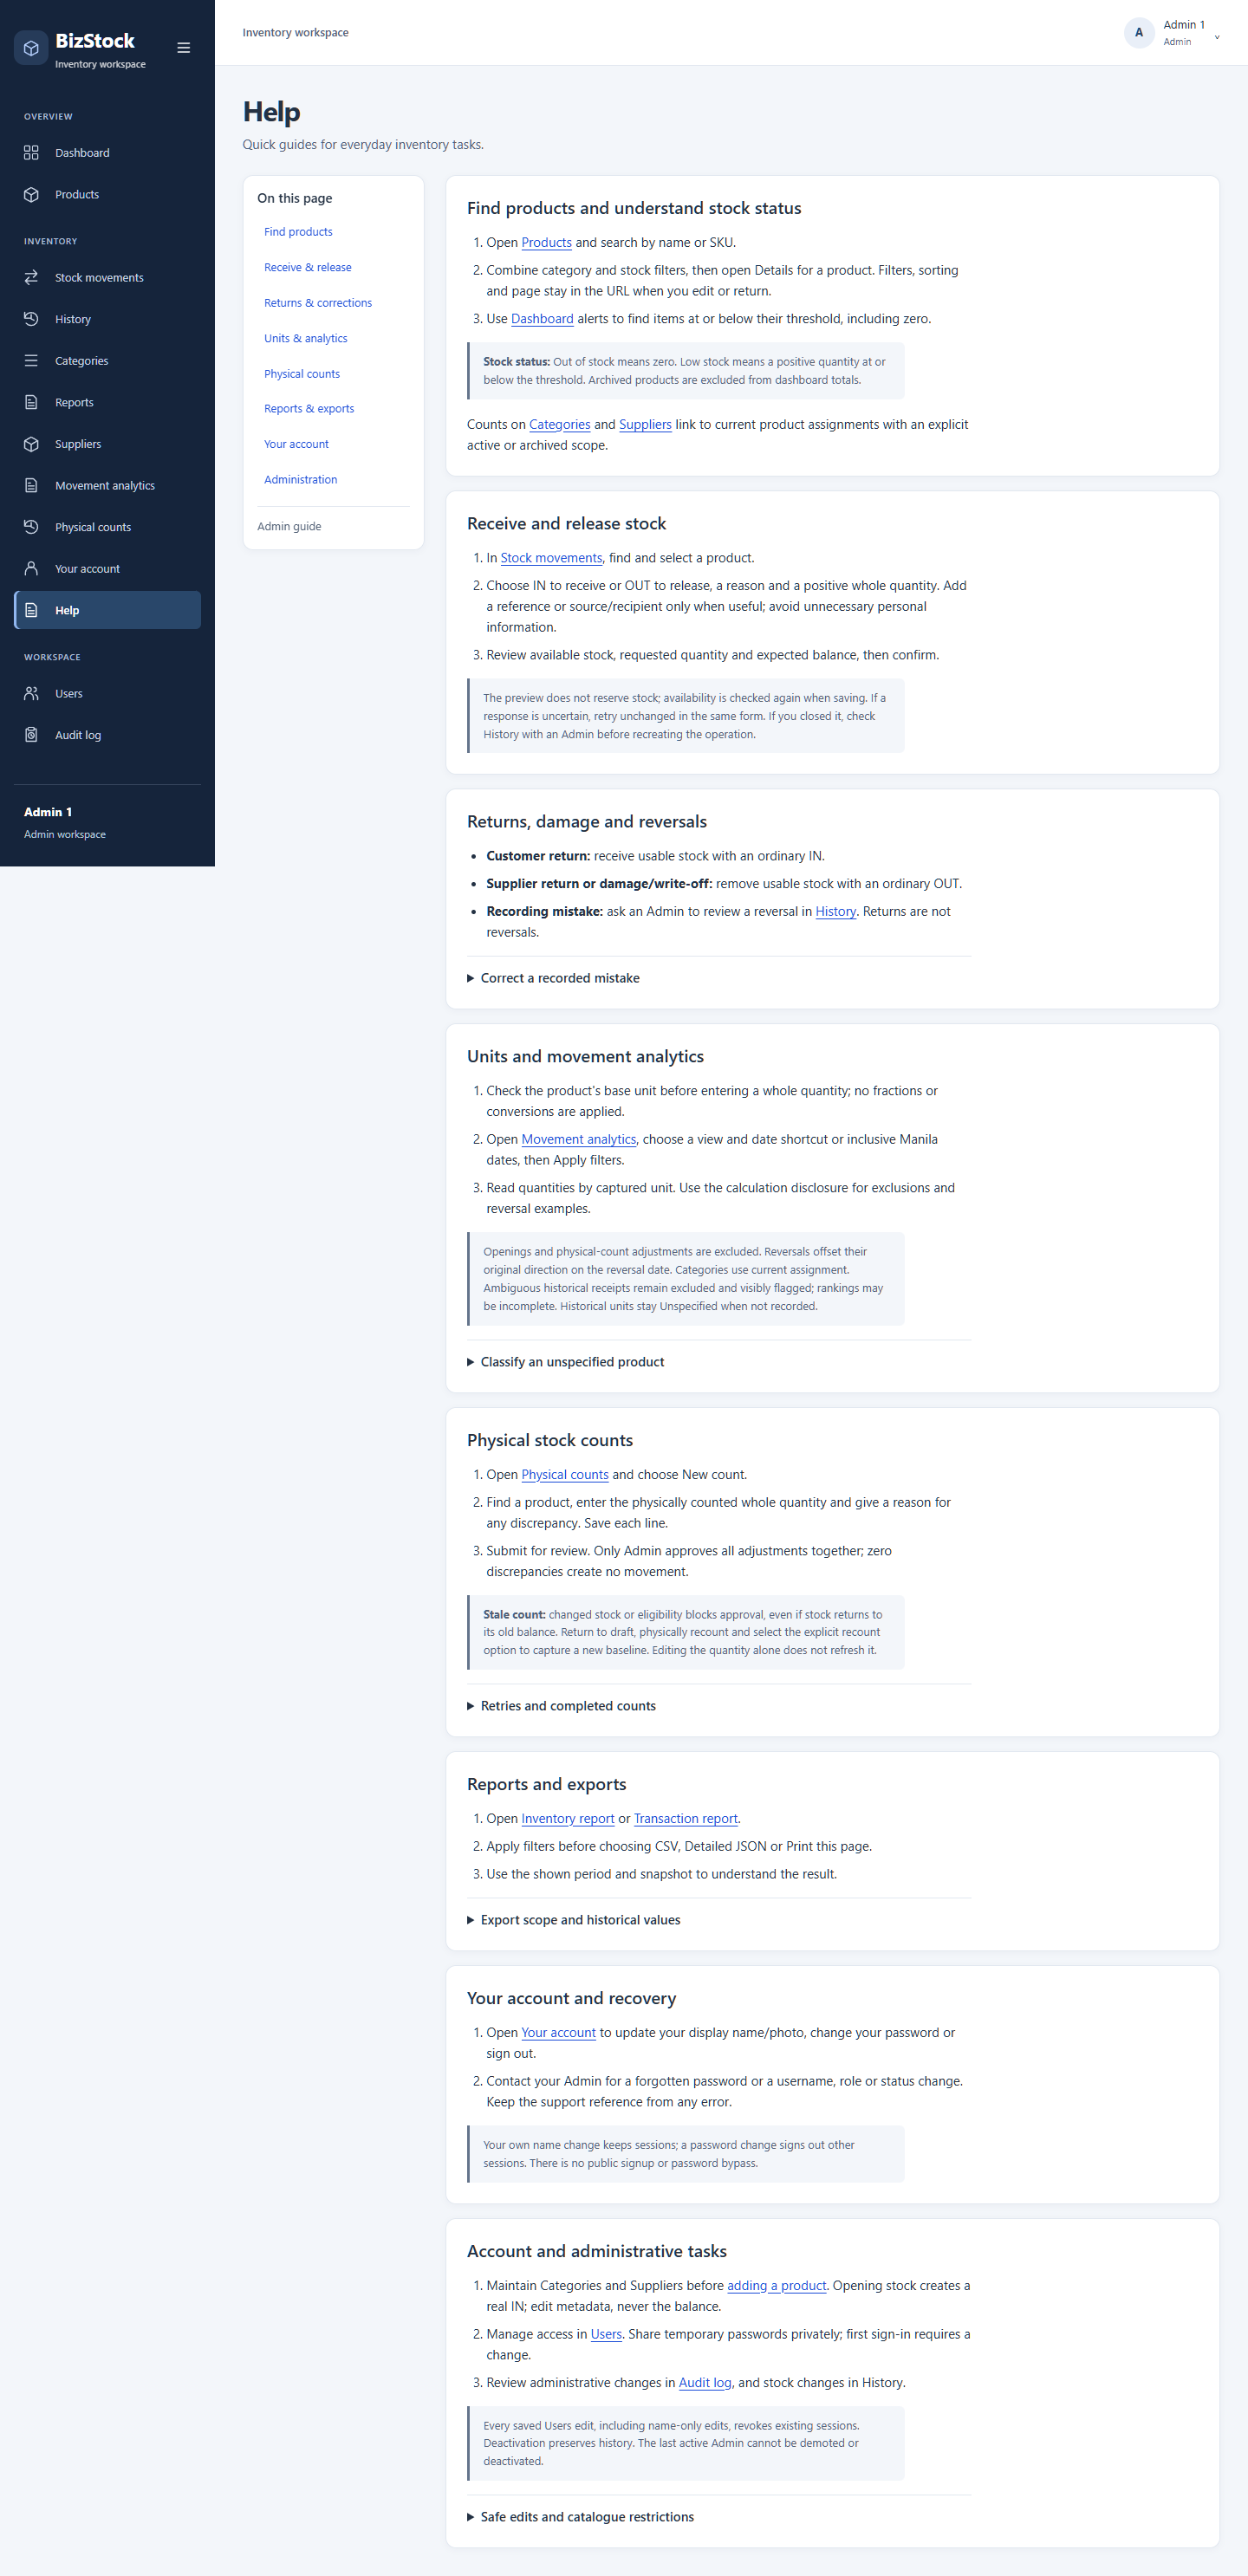 BizStock
Inventory workspace
OVERVIEW
Dashboard
Products
INVENTORY
Stock movements
History
Categories
Reports
Suppliers
Movement analytics
Physical counts
Your account
Help
WORKSPACE
Users
Audit log
Admin 1
Admin workspace
Inventory workspace
A
Admin 1
Admin
Help
Quick guides for everyday inventory tasks.
On this page
Find products
Receive & release
Returns & corrections
Units & analytics
Physical counts
Reports & exports
Your account
Administration
Admin guide
Find products and understand stock status
1. Open Products and search by name or SKU.
2. Combine category and stock filters, then open Details for a product. Filters, sorting
and page stay in the URL when you edit or return.
3. Use Dashboard alerts to find items at or below their threshold, including zero.
Stock status: Out of stock means zero. Low stock means a positive quantity at or
below the threshold. Archived products are excluded from dashboard totals.
Counts on Categories and Suppliers link to current product assignments with an explicit
active or archived scope.
Receive and release stock
1. In Stock movements, find and select a product.
2. Choose IN to receive or OUT to release, a reason and a positive whole quantity. Add
a reference or source/recipient only when useful; avoid unnecessary personal
information.
3. Review available stock, requested quantity and expected balance, then confirm.
The preview does not reserve stock; availability is checked again when saving. If a
response is uncertain, retry unchanged in the same form. If you closed it, check
History with an Admin before recreating the operation.
Returns, damage and reversals
• Customer return: receive usable stock with an ordinary IN.
• Supplier return or damage/write-off: remove usable stock with an ordinary OUT.
• Recording mistake: ask an Admin to review a reversal in History. Returns are not
reversals.
▶ Correct a recorded mistake
Units and movement analytics
1. Check the product's base unit before entering a whole quantity; no fractions or
conversions are applied.
2. Open Movement analytics, choose a view and date shortcut or inclusive Manila
dates, then Apply filters.
3. Read quantities by captured unit. Use the calculation disclosure for exclusions and
reversal examples.
Openings and physical-count adjustments are excluded. Reversals offset their
original direction on the reversal date. Categories use current assignment.
Ambiguous historical receipts remain excluded and visibly flagged; rankings may
be incomplete. Historical units stay Unspecified when not recorded.
▶ Classify an unspecified product
Physical stock counts
1. Open Physical counts and choose New count.
2. Find a product, enter the physically counted whole quantity and give a reason for
any discrepancy. Save each line.
3. Submit for review. Only Admin approves all adjustments together; zero
discrepancies create no movement.
Stale count: changed stock or eligibility blocks approval, even if stock returns to
its old balance. Return to draft, physically recount and select the explicit recount
option to capture a new baseline. Editing the quantity alone does not refresh it.
▶ Retries and completed counts
Reports and exports
1. Open Inventory report or Transaction report.
2. Apply filters before choosing CSV, Detailed JSON or Print this page.
3. Use the shown period and snapshot to understand the result.
▶ Export scope and historical values
Your account and recovery
1. Open Your account to update your display name/photo, change your password or
sign out.
2. Contact your Admin for a forgotten password or a username, role or status change.
Keep the support reference from any error.
Your own name change keeps sessions; a password change signs out other
sessions. There is no public signup or password bypass.
Account and administrative tasks
1. Maintain Categories and Suppliers before adding a product. Opening stock creates a
real IN; edit metadata, never the balance.
2. Manage access in Users. Share temporary passwords privately; first sign-in requires a
change.
3. Review administrative changes in Audit log, and stock changes in History.
Every saved Users edit, including name-only edits, revokes existing sessions.
Deactivation preserves history. The last active Admin cannot be demoted or
deactivated.
▶ Safe edits and catalogue restrictions